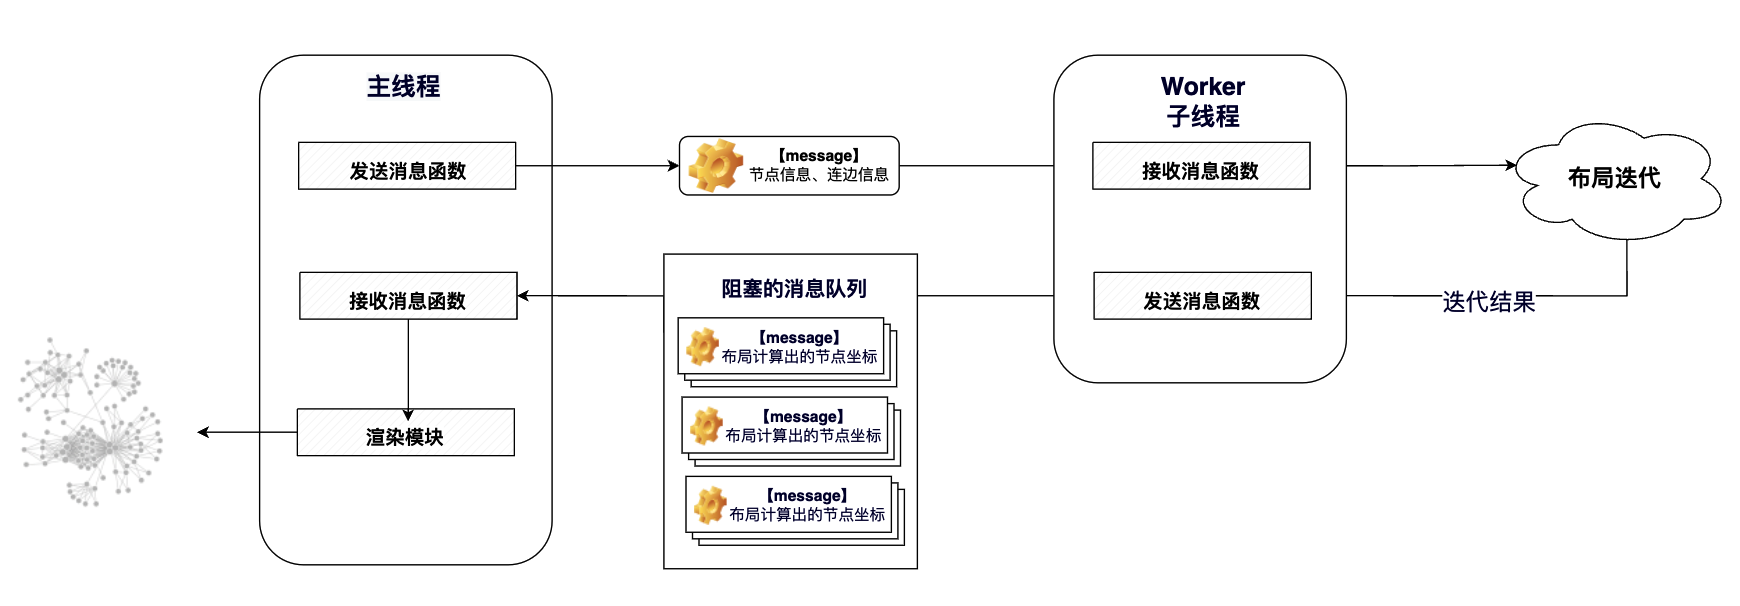 主线程
发送消息函数
【message】
节点信息、连边信息
Worker
子线程
接收消息函数
布局迭代
接收消息函数
阻塞的消息队列
【message】
布局计算出的节点坐标
【message】
布局计算出的节点坐标
【message】
布局计算出的节点坐标
发送消息函数
迭代结果
渲染模块